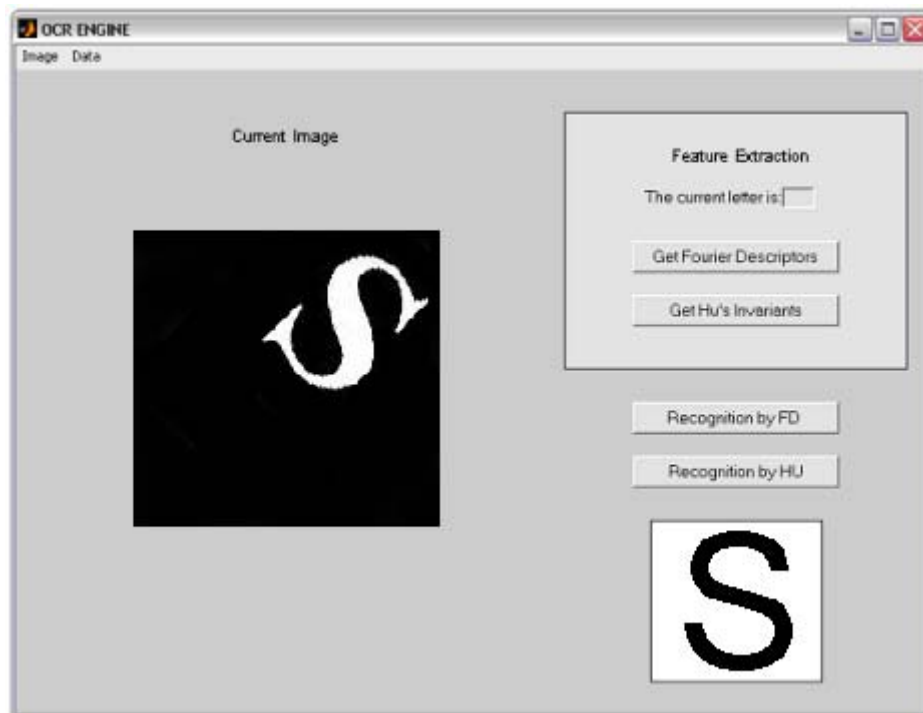 OCR ENGINE
Image Data
Current Image
S
Feature Extraction
The current letter is:
Get Fourier Descriptors
Get Hu's Invariants
Recognition by FD
Recognition by HU
S